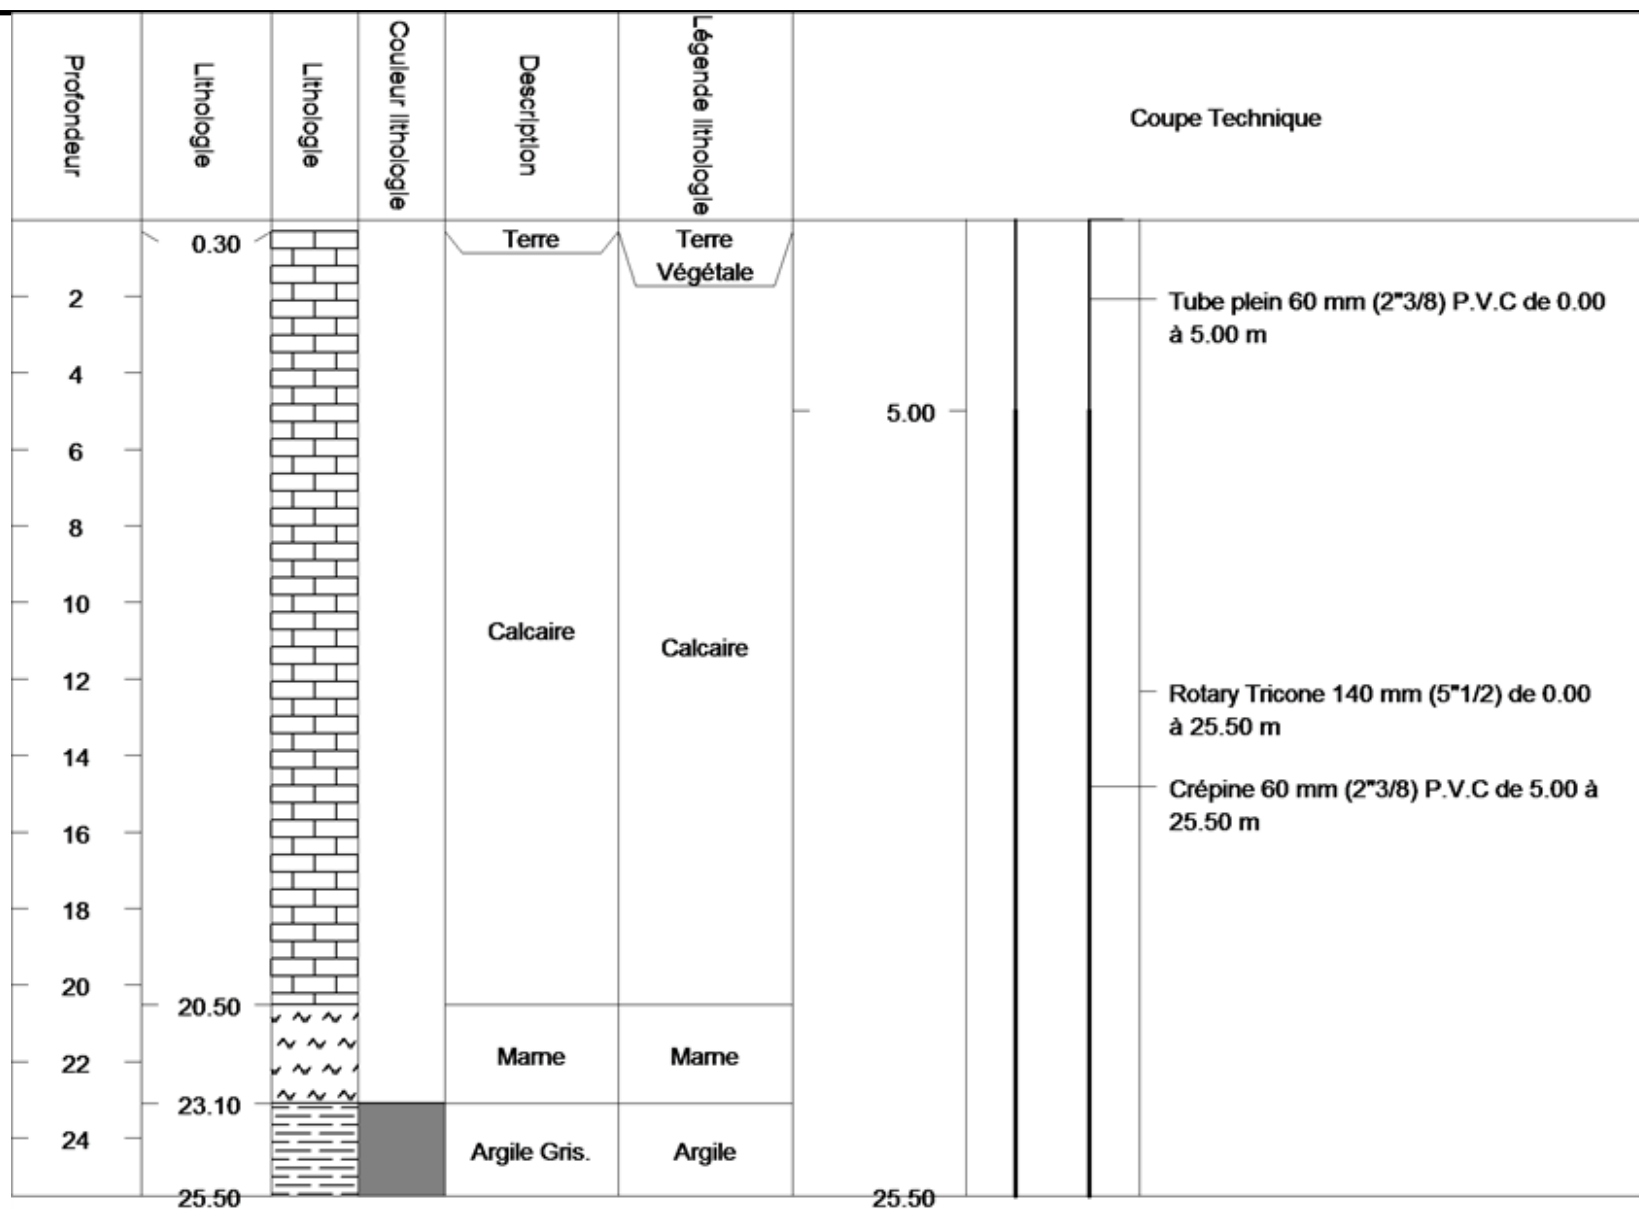 Profondeur
Lithologie
Lithologie
Couleur lithologie
Description
Légende lithologie
Coupe Technique
0.30
Terre
Terre
Végétale
2
Tube plein 60 mm (2"3/8) P.V.C de 0.00
à 5.00 m
4
5.00
6
8
10
Calcaire
Calcaire
12
Rotary Tricone 140 mm (5"1/2) de 0.00
à 25.50 m
14
Crépine 60 mm (2"3/8) P.V.C de 5.00 à
25.50 m
16
18
20
20.50
22
Marne
Marne
23.10
24
Argile Gris.
Argile
25.50
25.50